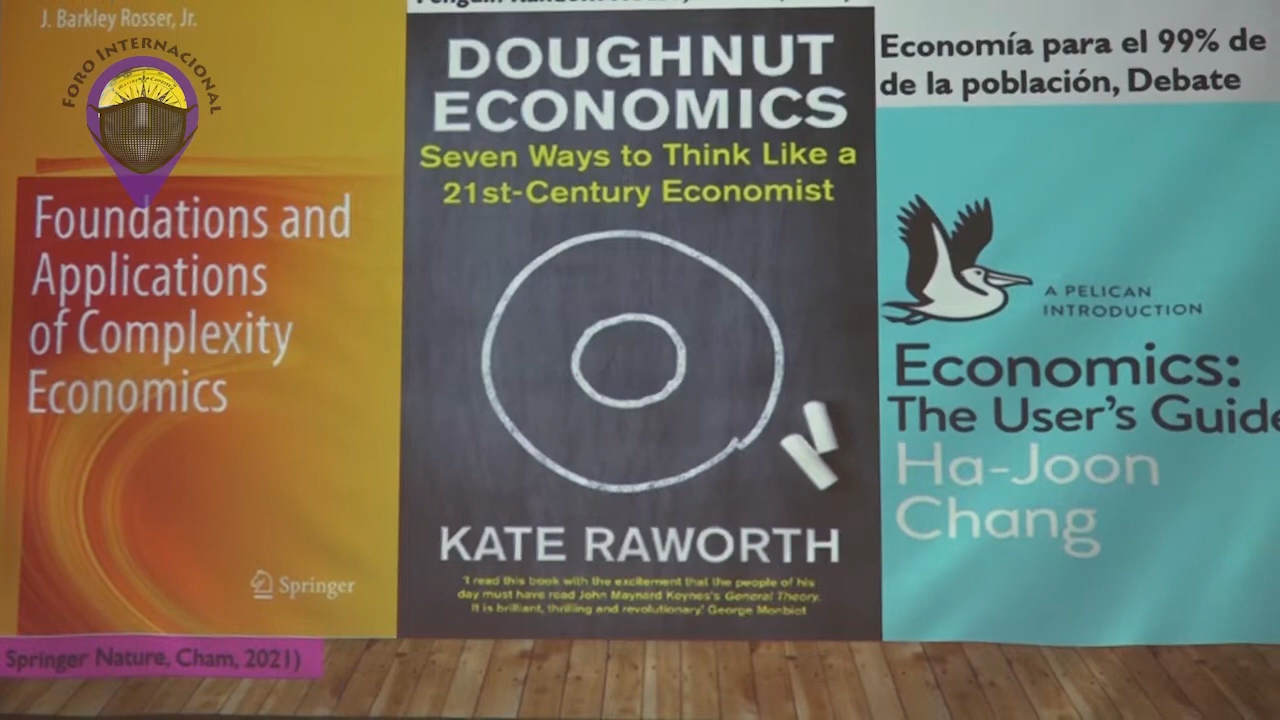 J. Barkley Rosser, Jr.
FORO INTERNACIONAL
Foundations and
Applications
of Complexity
Economics
Springer
Springer Nature, Cham, 2021)
DOUGHNUT
ECONOMICS
Seven Ways to Think Like a
21st-Century Economist
KATE RAWORTH
'I read this book with the excitement that the people of his
day must have read John Maynard Keynes's General Theory.
It is brilliant, thrilling and revolutionary.' George Monbiot
Economía para el 99% de
de la población, Debate
A PELICAN
INTRODUCTION
Economics:
The User's Guide
Ha-Joon
Chang